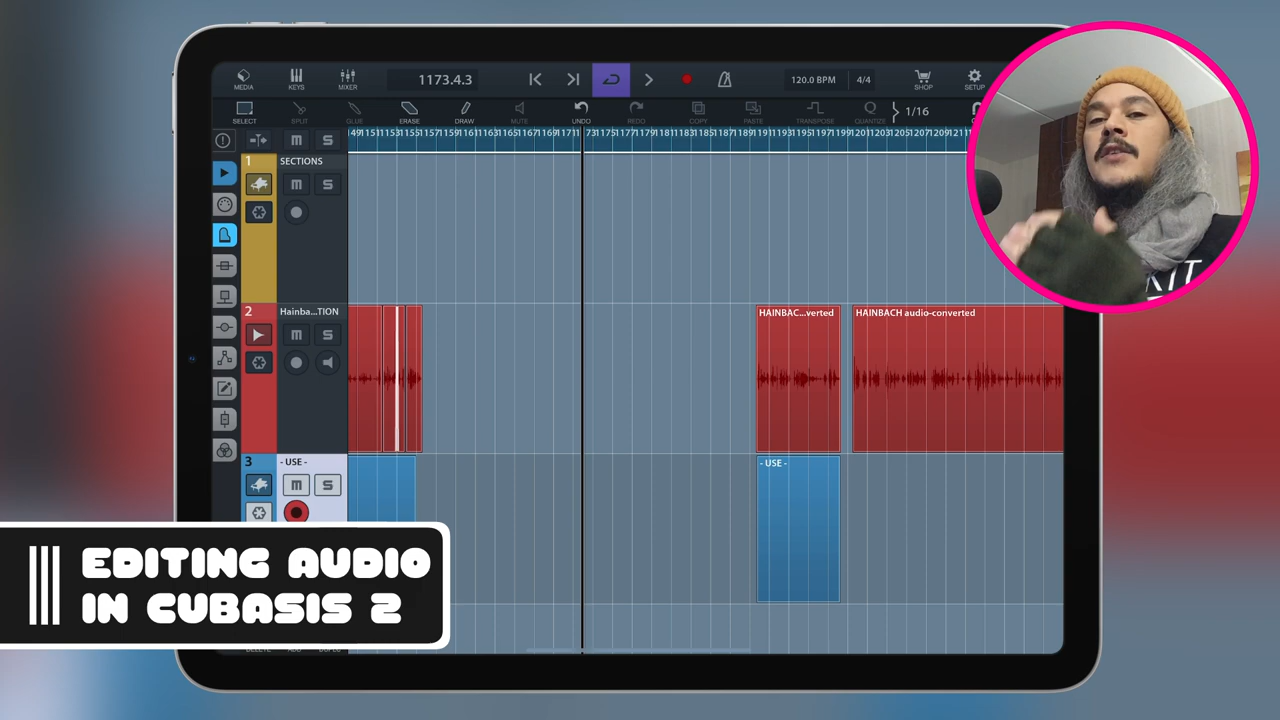 MEDIA
KEYS
MIXER
1173.4.3
120.0 BPM
4/4
SHOP
SETUP
SELECT
SPLIT
GLUE
ERASE
DRAW
MUTE
UNDO
REDO
COPY
PASTE
TRANSPOSE
QUANTIZE
1/16
M S
1 SECTIONS
M S
2 Hainba...TION
M S
HAINBAC...verted
HAINBACH audio-converted
3 - USE -
M S
- USE -
EDITING AUDIO
IN CUBASIS 2